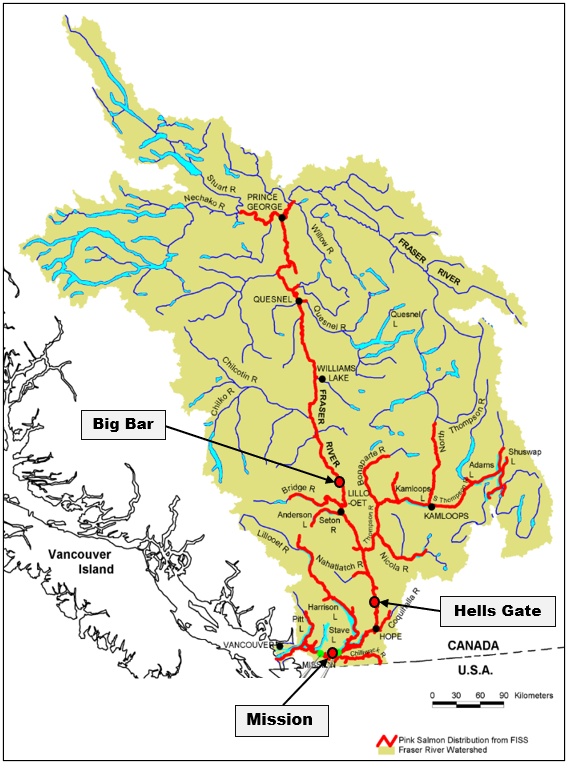 Stuart R
Nechako R
PRINCE
GEORGE
Willow R
FRASER
RIVER
QUESNEL
Quesnel R
Quesnel
L
WILLIAMS
LAKE
Chilcotin R
Chilko R
FRASER
RIVER
North
Thompson R
Big Bar
Bonaparte R
Adams
L
Shuswap
L
Bridge R
LILLO
-OET
Kamloops
L
S Thompson R
KAMLOOPS
Anderson
L
Seton
R
Thompson R
Lillooet R
Nahatlatch R
Nicola R
Vancouver
Island
Harrison
L
Coquihalla R
Hells Gate
Pitt
L
Stave
L
HOPE
VANCOUVER
MISSION
Chilliwack R
CANADA
U.S.A.
Mission
0 30 60 90 Kilometers
Pink Salmon Distribution from FISS
Fraser River Watershed